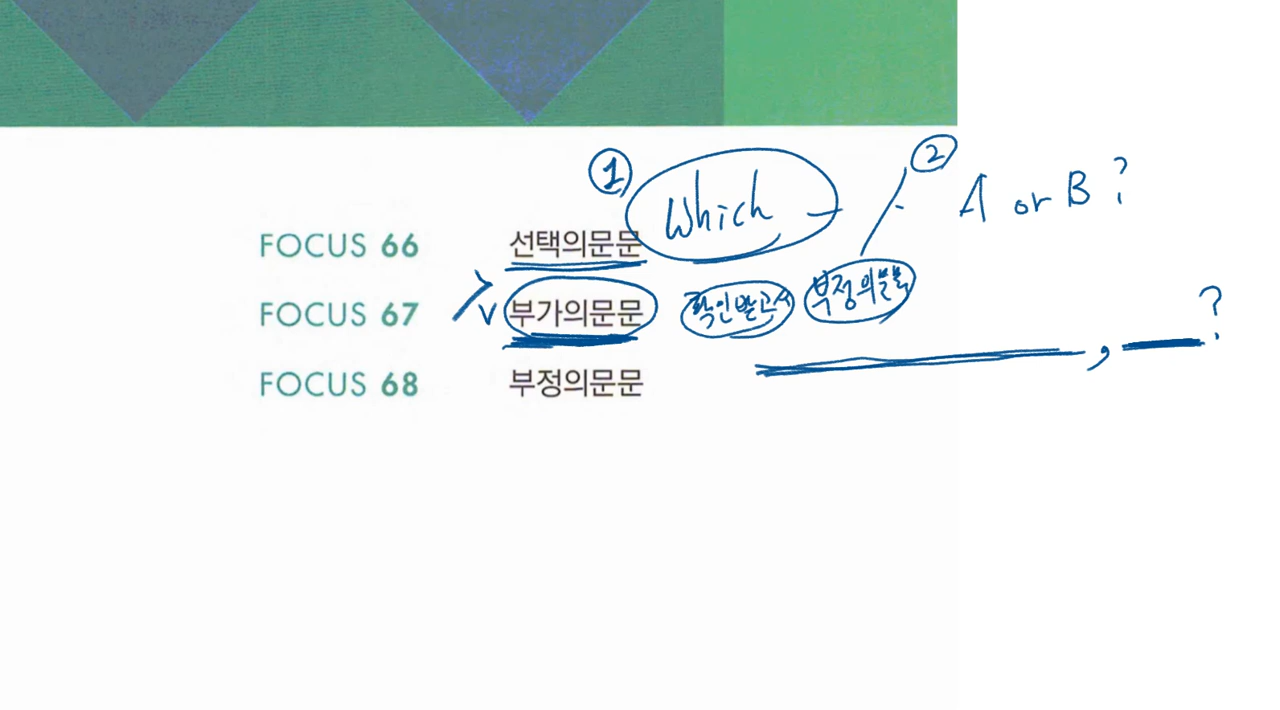 ① Which - - ② A or B ?
FOCUS 66 선택의문문
FOCUS 67 부가의문문 확인받고서 부정의문문
, ?
FOCUS 68 부정의문문